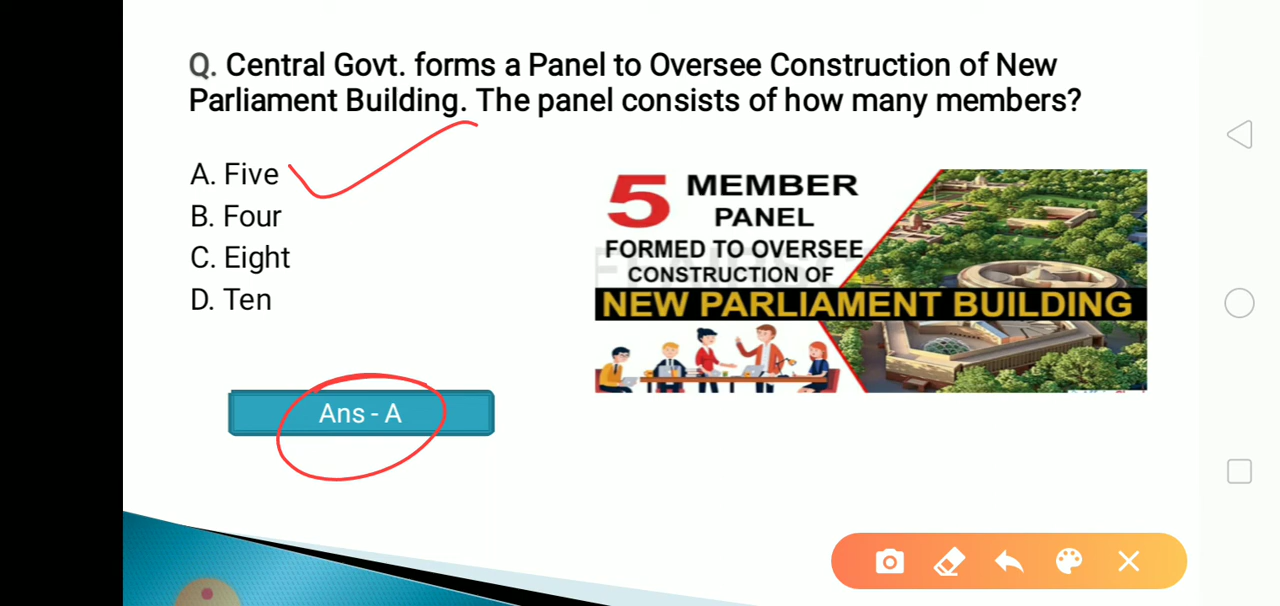 Q. Central Govt. forms a Panel to Oversee Construction of New
Parliament Building. The panel consists of how many members?
A. Five
B. Four
C. Eight
D. Ten
5 MEMBER
PANEL
FORMED TO OVERSEE
CONSTRUCTION OF
NEW PARLIAMENT BUILDING
Ans - A